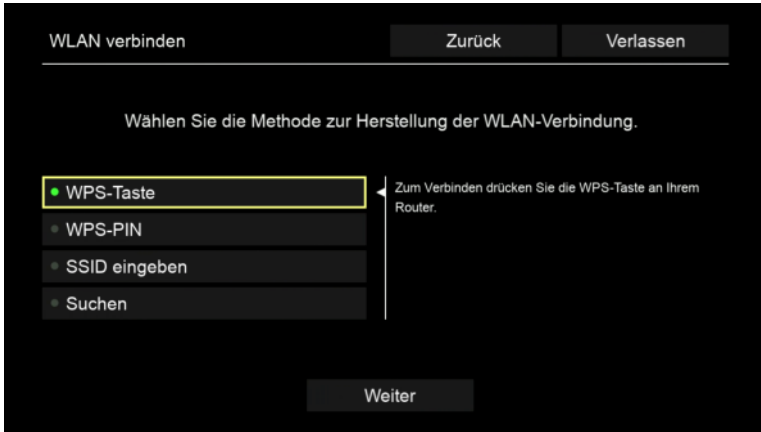 WLAN verbinden
Zurück
Verlassen
Wählen Sie die Methode zur Herstellung der WLAN-Verbindung.
WPS-Taste
Zum Verbinden drücken Sie die WPS-Taste an Ihrem
Router.
WPS-PIN
SSID eingeben
Suchen
Weiter